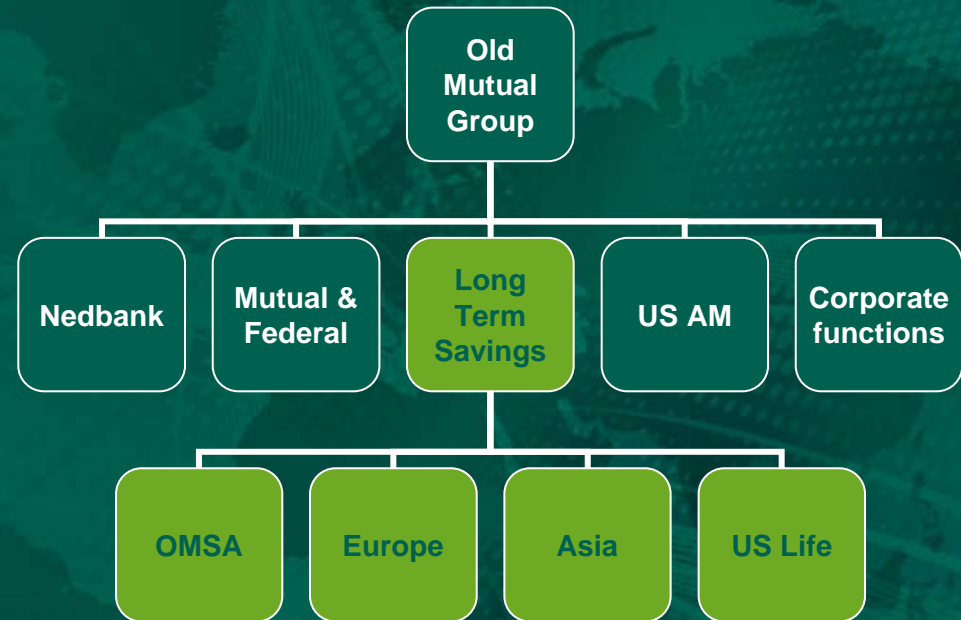 Old
Mutual
Group
Nedbank
Mutual &
Federal
Long
Term
Savings
US AM
Corporate
functions
OMSA
Europe
Asia
US Life